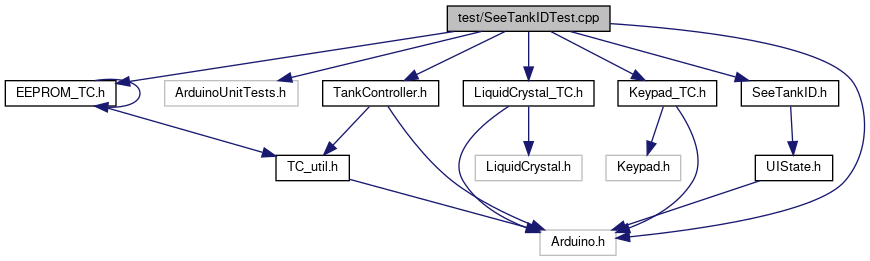 test/SeeTankIDTest.cpp
EEPROM_TC.h
ArduinoUnitTests.h
TankController.h
LiquidCrystal_TC.h
Keypad_TC.h
SeeTankID.h
TC_util.h
LiquidCrystal.h
Keypad.h
UIState.h
Arduino.h